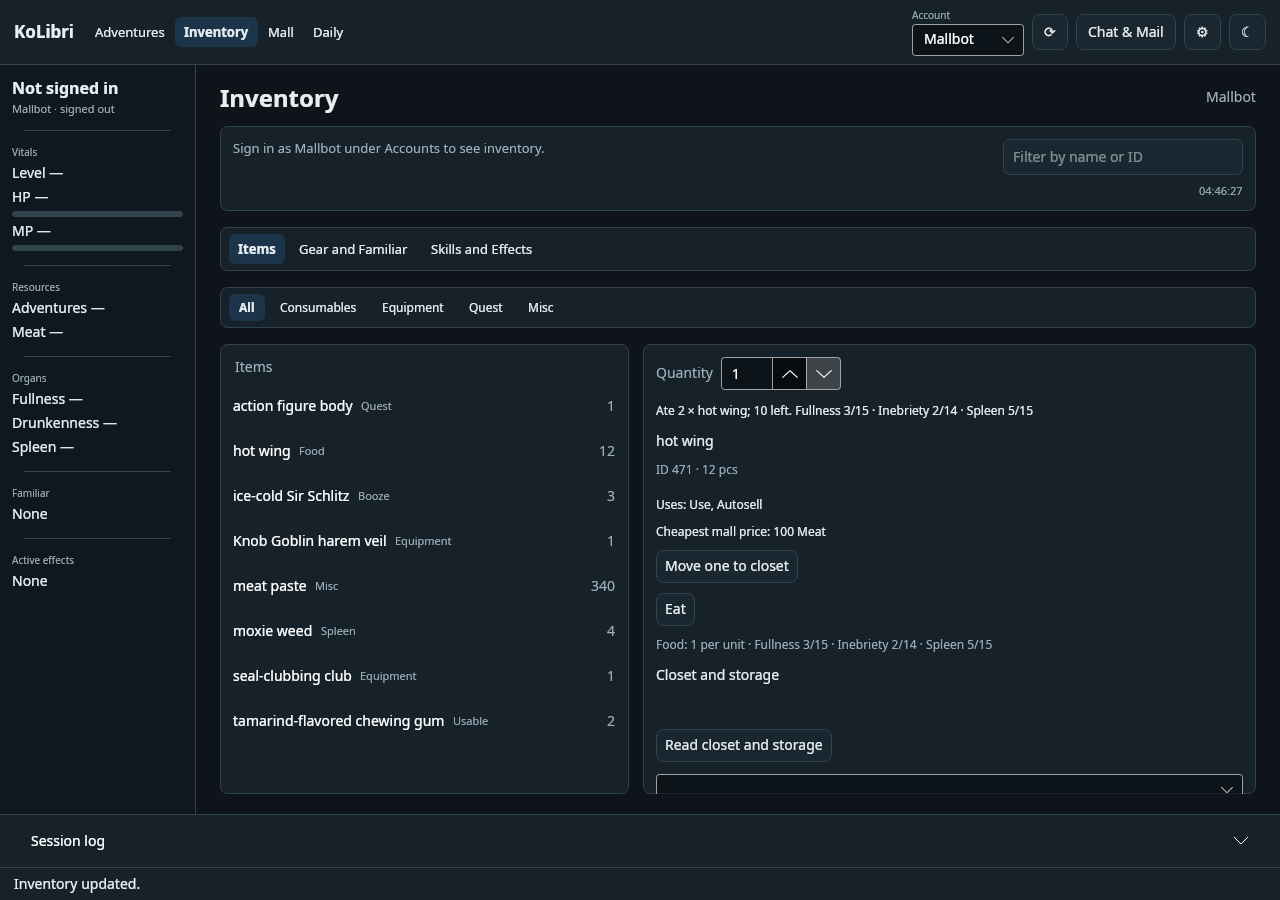 KoLibri
Adventures
Inventory
Mall
Daily
Account
Mallbot
Chat & Mail
Not signed in
Mallbot · signed out
Vitals
Level —
HP —
MP —
Resources
Adventures —
Meat —
Organs
Fullness —
Drunkenness —
Spleen —
Familiar
None
Active effects
None
Inventory
Mallbot
Sign in as Mallbot under Accounts to see inventory.
Filter by name or ID
04:46:27
Items
Gear and Familiar
Skills and Effects
All
Consumables
Equipment
Quest
Misc
Items
action figure body Quest 1
hot wing Food 12
ice-cold Sir Schlitz Booze 3
Knob Goblin harem veil Equipment 1
meat paste Misc 340
moxie weed Spleen 4
seal-clubbing club Equipment 1
tamarind-flavored chewing gum Usable 2
Quantity 1
Ate 2 × hot wing; 10 left. Fullness 3/15 · Inebriety 2/14 · Spleen 5/15
hot wing
ID 471 · 12 pcs
Uses: Use, Autosell
Cheapest mall price: 100 Meat
Move one to closet
Eat
Food: 1 per unit · Fullness 3/15 · Inebriety 2/14 · Spleen 5/15
Closet and storage
Read closet and storage
Session log
Inventory updated.